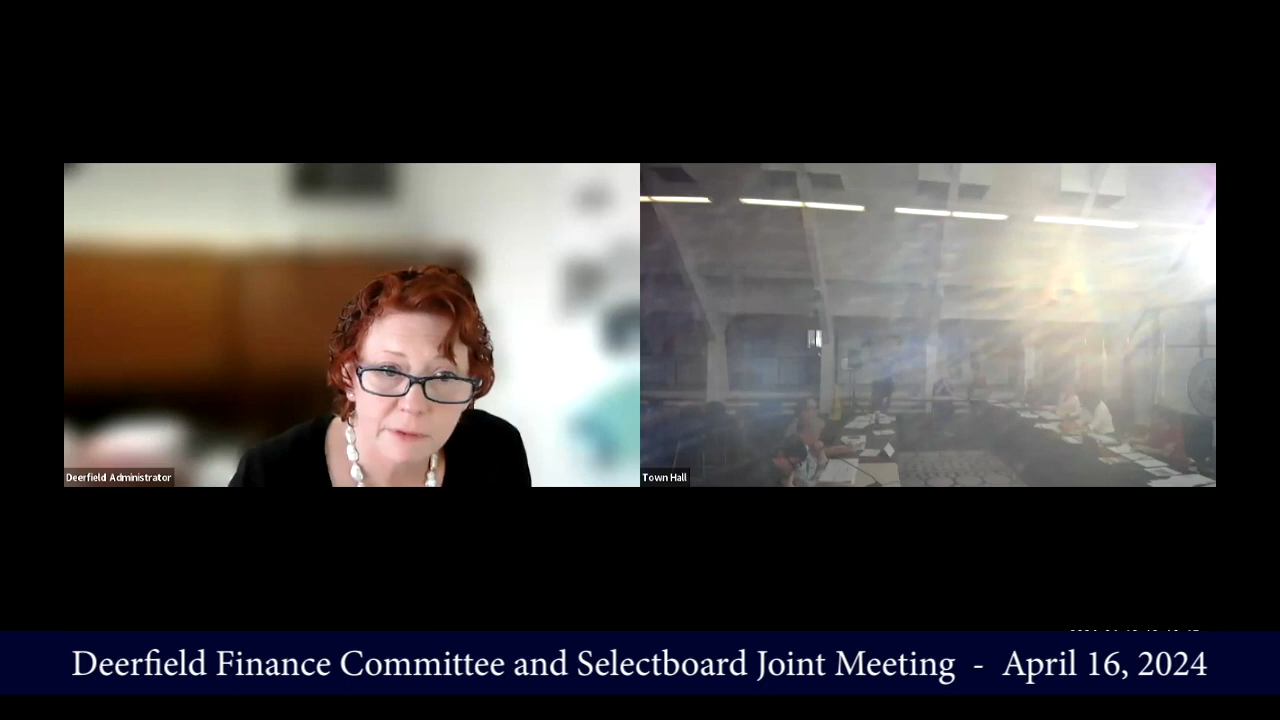 Deerfield Administrator
Town Hall
Deerfield Finance Committee and Selectboard Joint Meeting - April 16, 2024